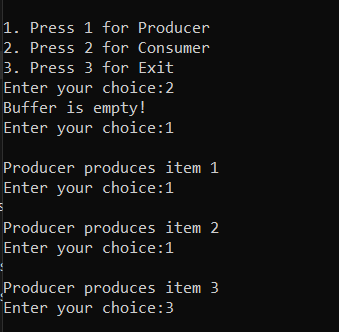 1. Press 1 for Producer
2. Press 2 for Consumer
3. Press 3 for Exit
Enter your choice:2
Buffer is empty!
Enter your choice:1
Producer produces item 1
Enter your choice:1
Producer produces item 2
Enter your choice:1
Producer produces item 3
Enter your choice:3